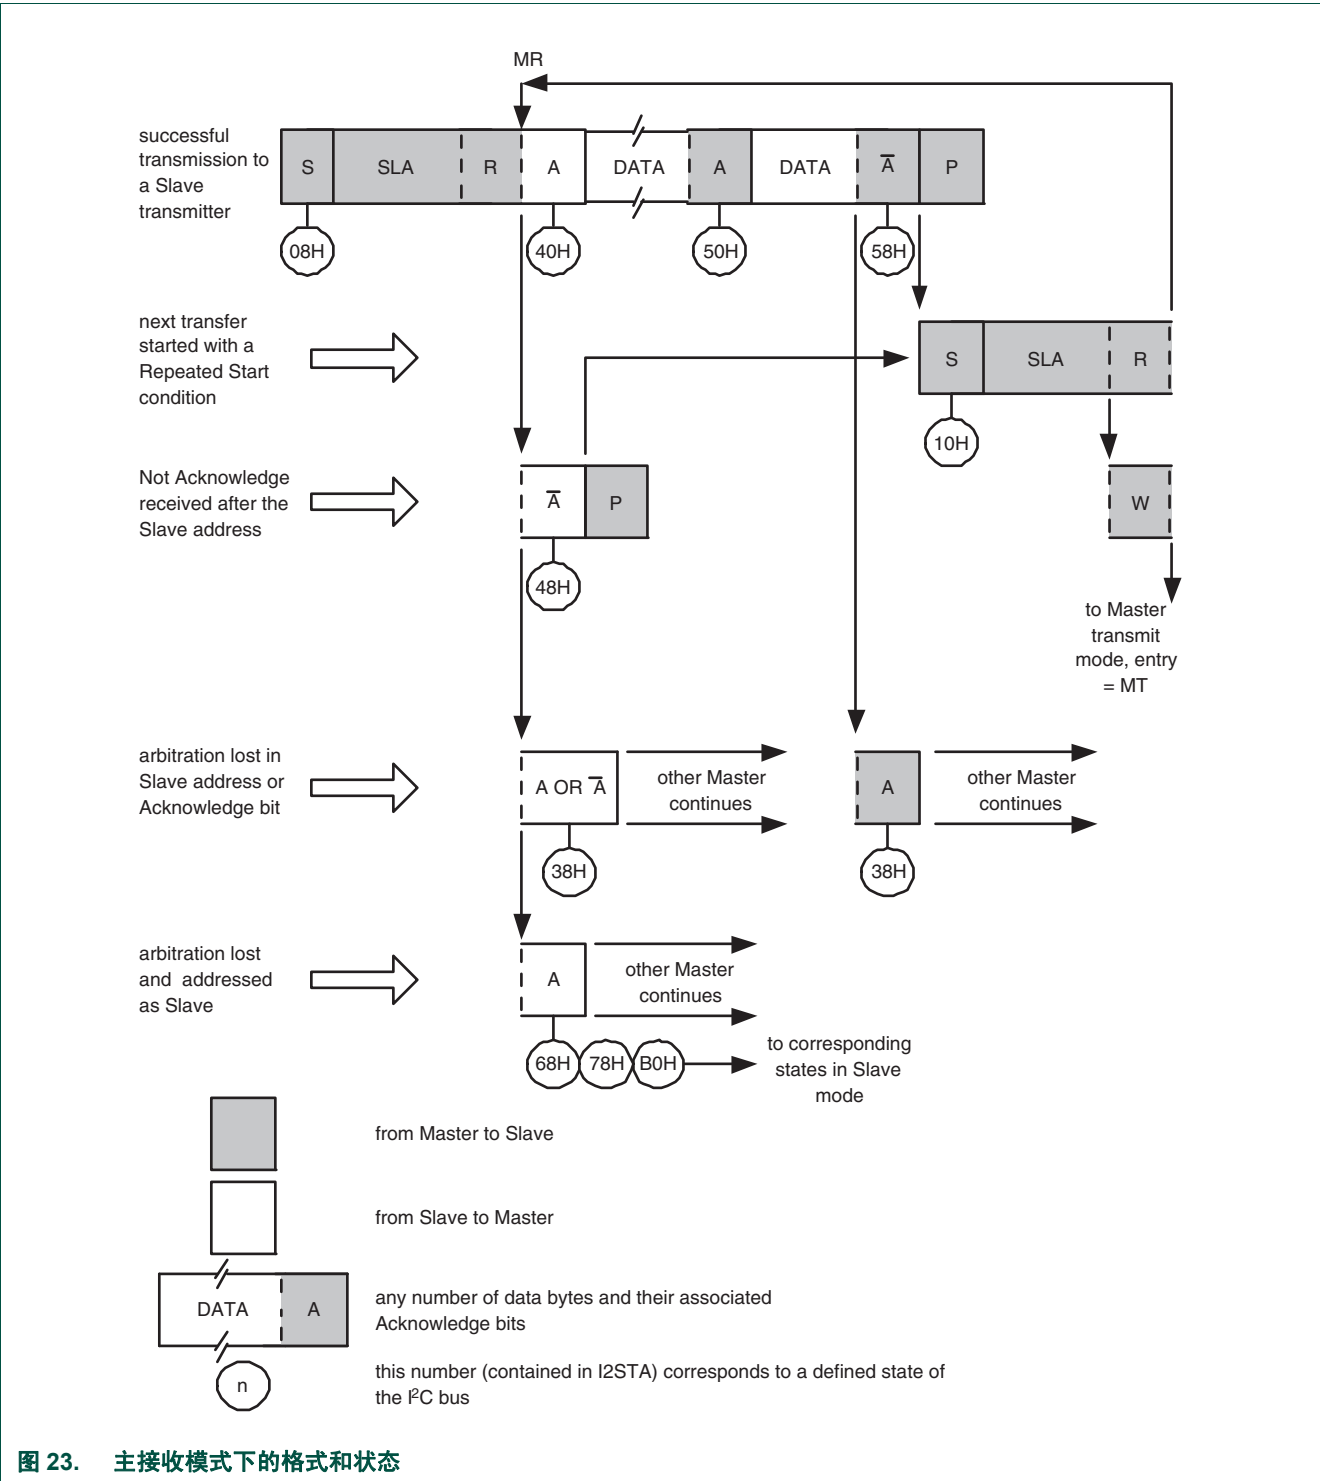 MR
successful
transmission to
a Slave
transmitter
S SLA R A DATA A DATA A̅ P
08H 40H 50H 58H
next transfer
started with a
Repeated Start
condition
S SLA R
10H
Not Acknowledge
received after the
Slave address
A̅ P
W
48H
to Master
transmit
mode, entry
= MT
arbitration lost in
Slave address or
Acknowledge bit
A OR A̅
other Master
continues
A
other Master
continues
38H 38H
arbitration lost
and addressed
as Slave
A
other Master
continues
68H 78H B0H
to corresponding
states in Slave
mode
from Master to Slave
from Slave to Master
DATA A
any number of data bytes and their associated
Acknowledge bits
n
this number (contained in I2STA) corresponds to a defined state of
the I²C bus
图 23. 主接收模式下的格式和状态